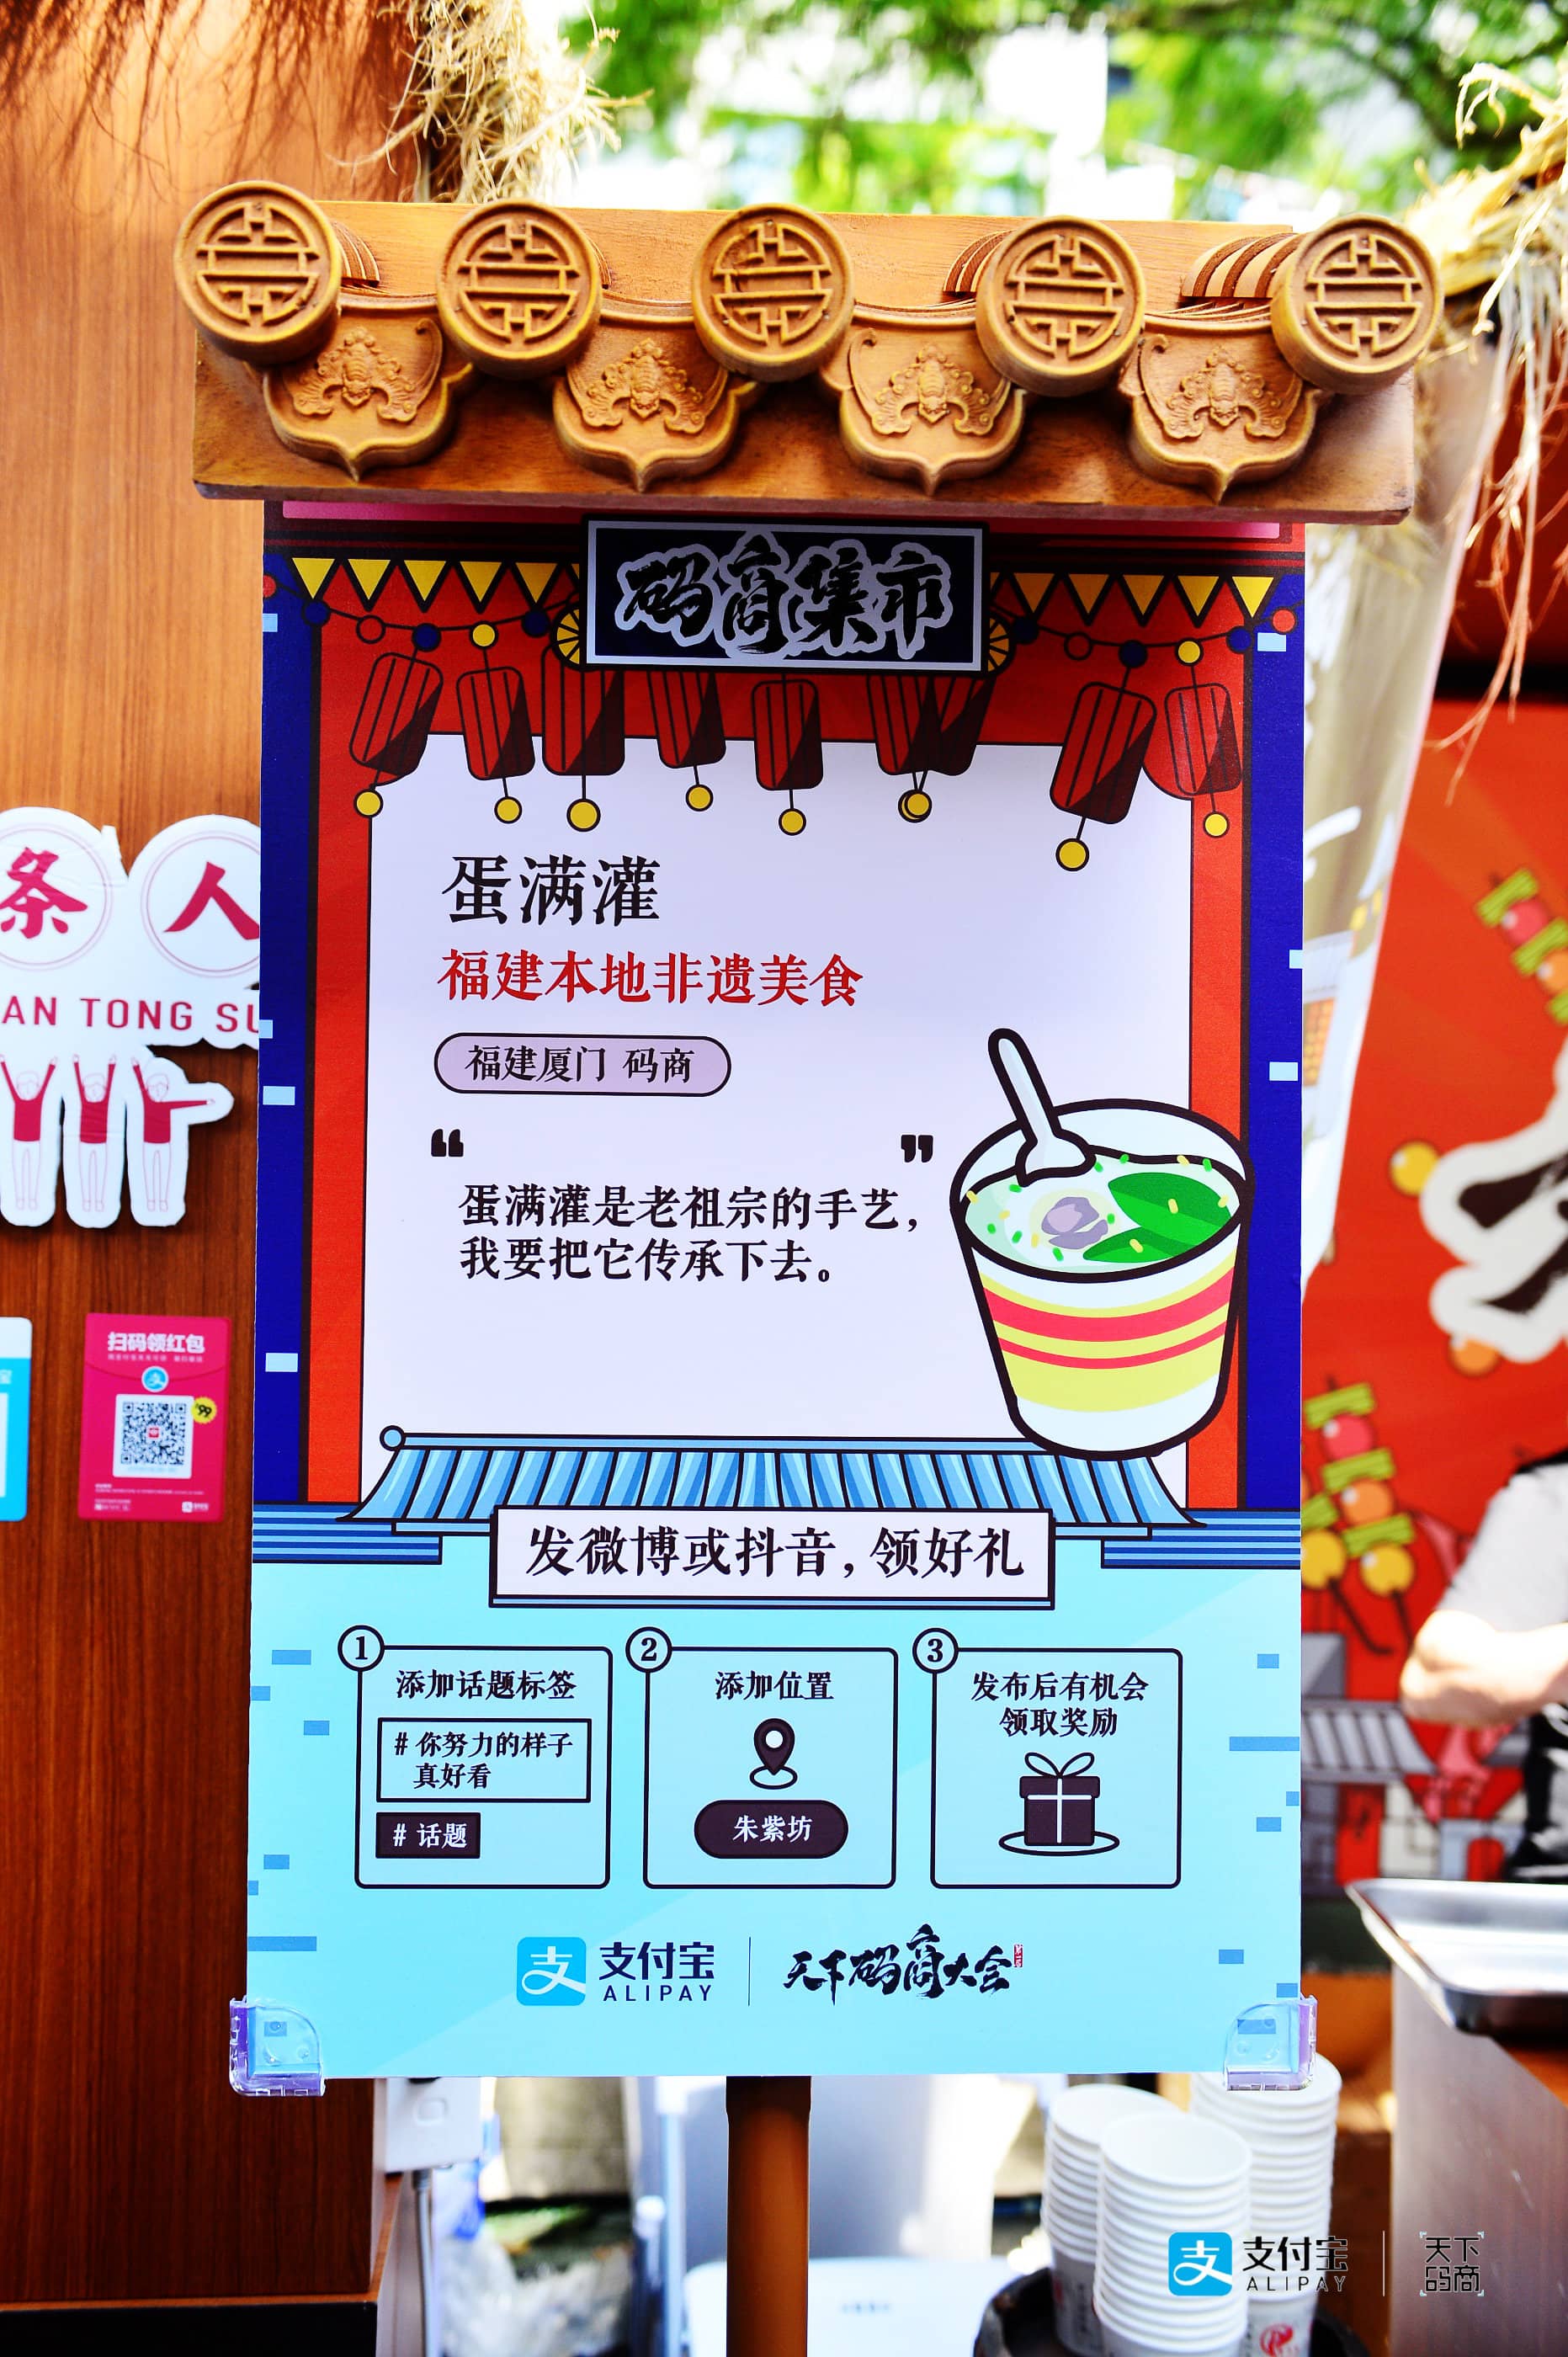 码商集市
蛋满灌
福建本地非遗美食
福建厦门 码商
“ ”
蛋满灌是老祖宗的手艺，
我要把它传承下去。
发微博或抖音，领好礼
1
添加话题标签
# 你努力的样子
真好看
# 话题
2
添加位置
朱紫坊
3
发布后有机会
领取奖励
支付宝
ALIPAY
天下码商大会
条人
AN TONG SU
扫码领红包
99
支付宝
ALIPAY
天下
码商